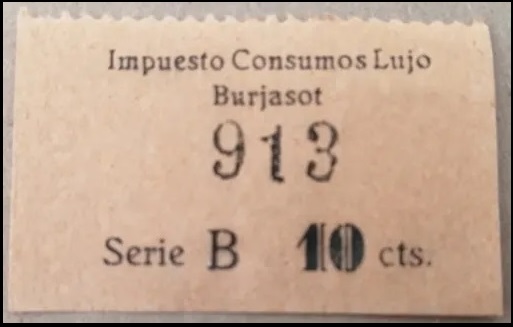 Impuesto Consumos Lujo
Burjasot
913
Serie B 10 cts.